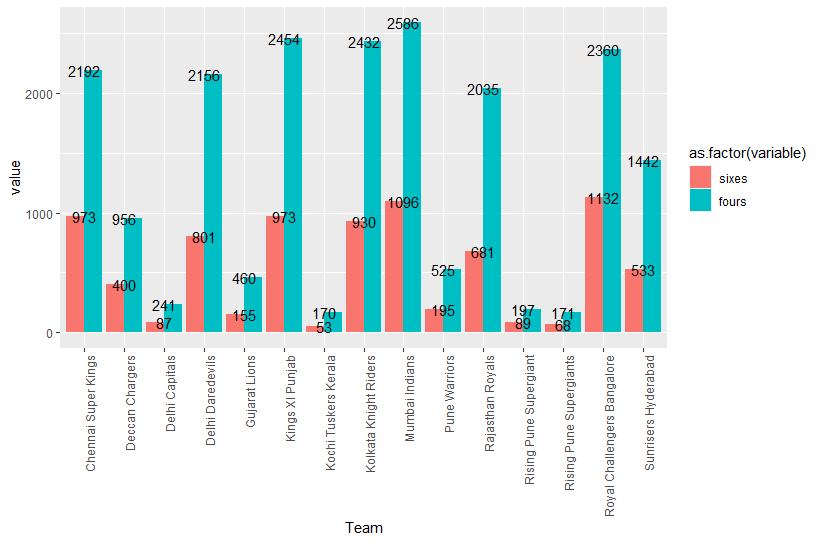 2586
2454
2432
2360
2192
2156
2035
2000
1442
1132
1096
1000
973
956
973
930
801
681
533
525
460
400
241
195
197
171
170
155
87
89
68
53
0
value
Chennai Super Kings
Deccan Chargers
Delhi Capitals
Delhi Daredevils
Gujarat Lions
Kings XI Punjab
Kochi Tuskers Kerala
Kolkata Knight Riders
Mumbai Indians
Pune Warriors
Rajasthan Royals
Rising Pune Supergiant
Rising Pune Supergiants
Royal Challengers Bangalore
Sunrisers Hyderabad
Team
as.factor(variable)
sixes
fours